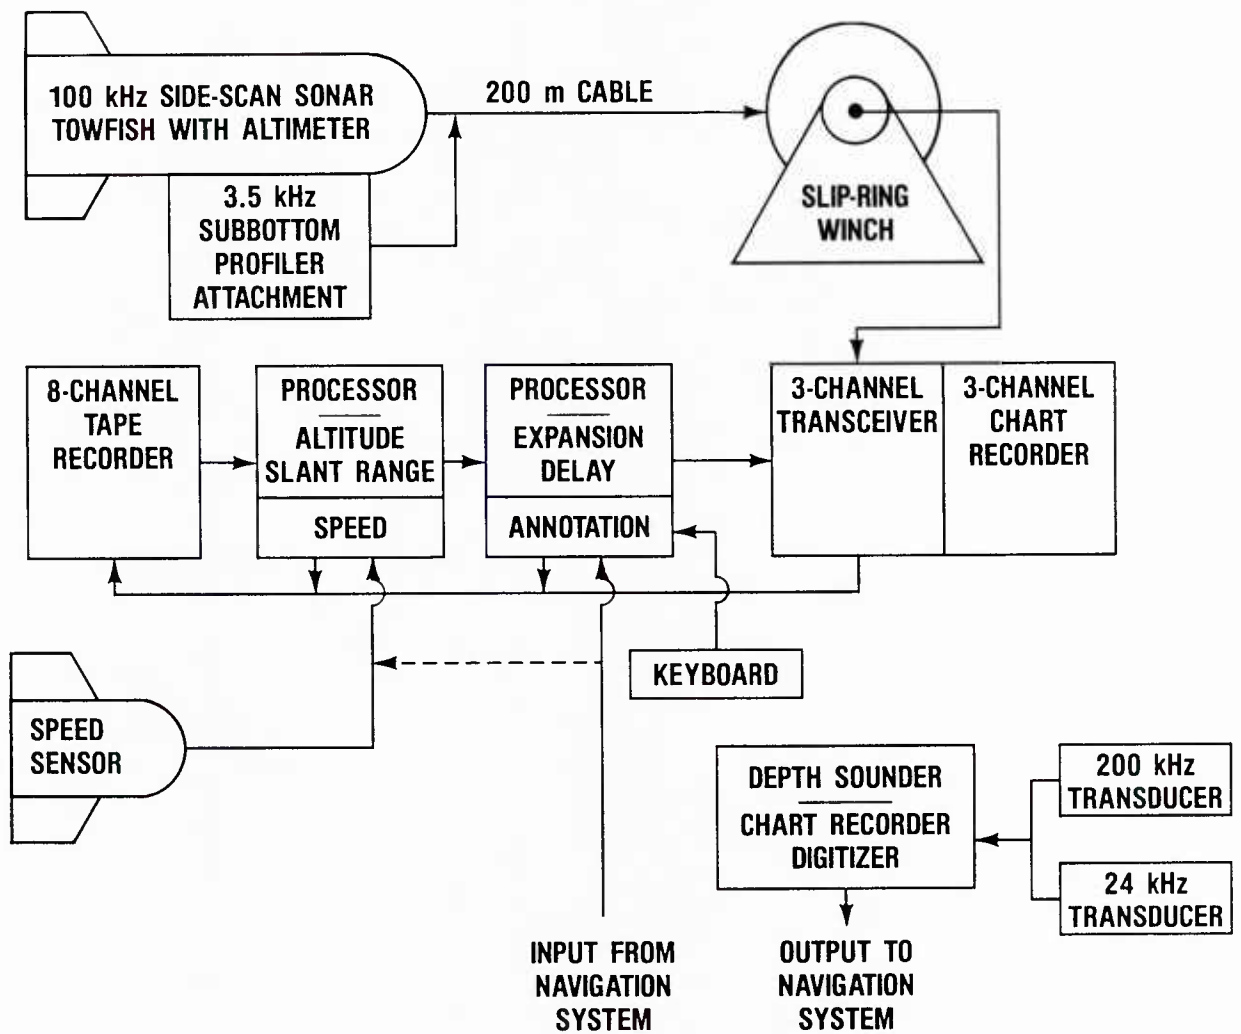 100 kHz SIDE-SCAN SONAR
TOWFISH WITH ALTIMETER
200 m CABLE
3.5 kHz
SUBBOTTOM
PROFILER
ATTACHMENT
SLIP-RING
WINCH
8-CHANNEL
TAPE
RECORDER
PROCESSOR
ALTITUDE
SLANT RANGE
SPEED
PROCESSOR
EXPANSION
DELAY
ANNOTATION
3-CHANNEL
TRANSCEIVER
3-CHANNEL
CHART
RECORDER
KEYBOARD
SPEED
SENSOR
DEPTH SOUNDER
CHART RECORDER
DIGITIZER
200 kHz
TRANSDUCER
24 kHz
TRANSDUCER
INPUT FROM
NAVIGATION
SYSTEM
OUTPUT TO
NAVIGATION
SYSTEM